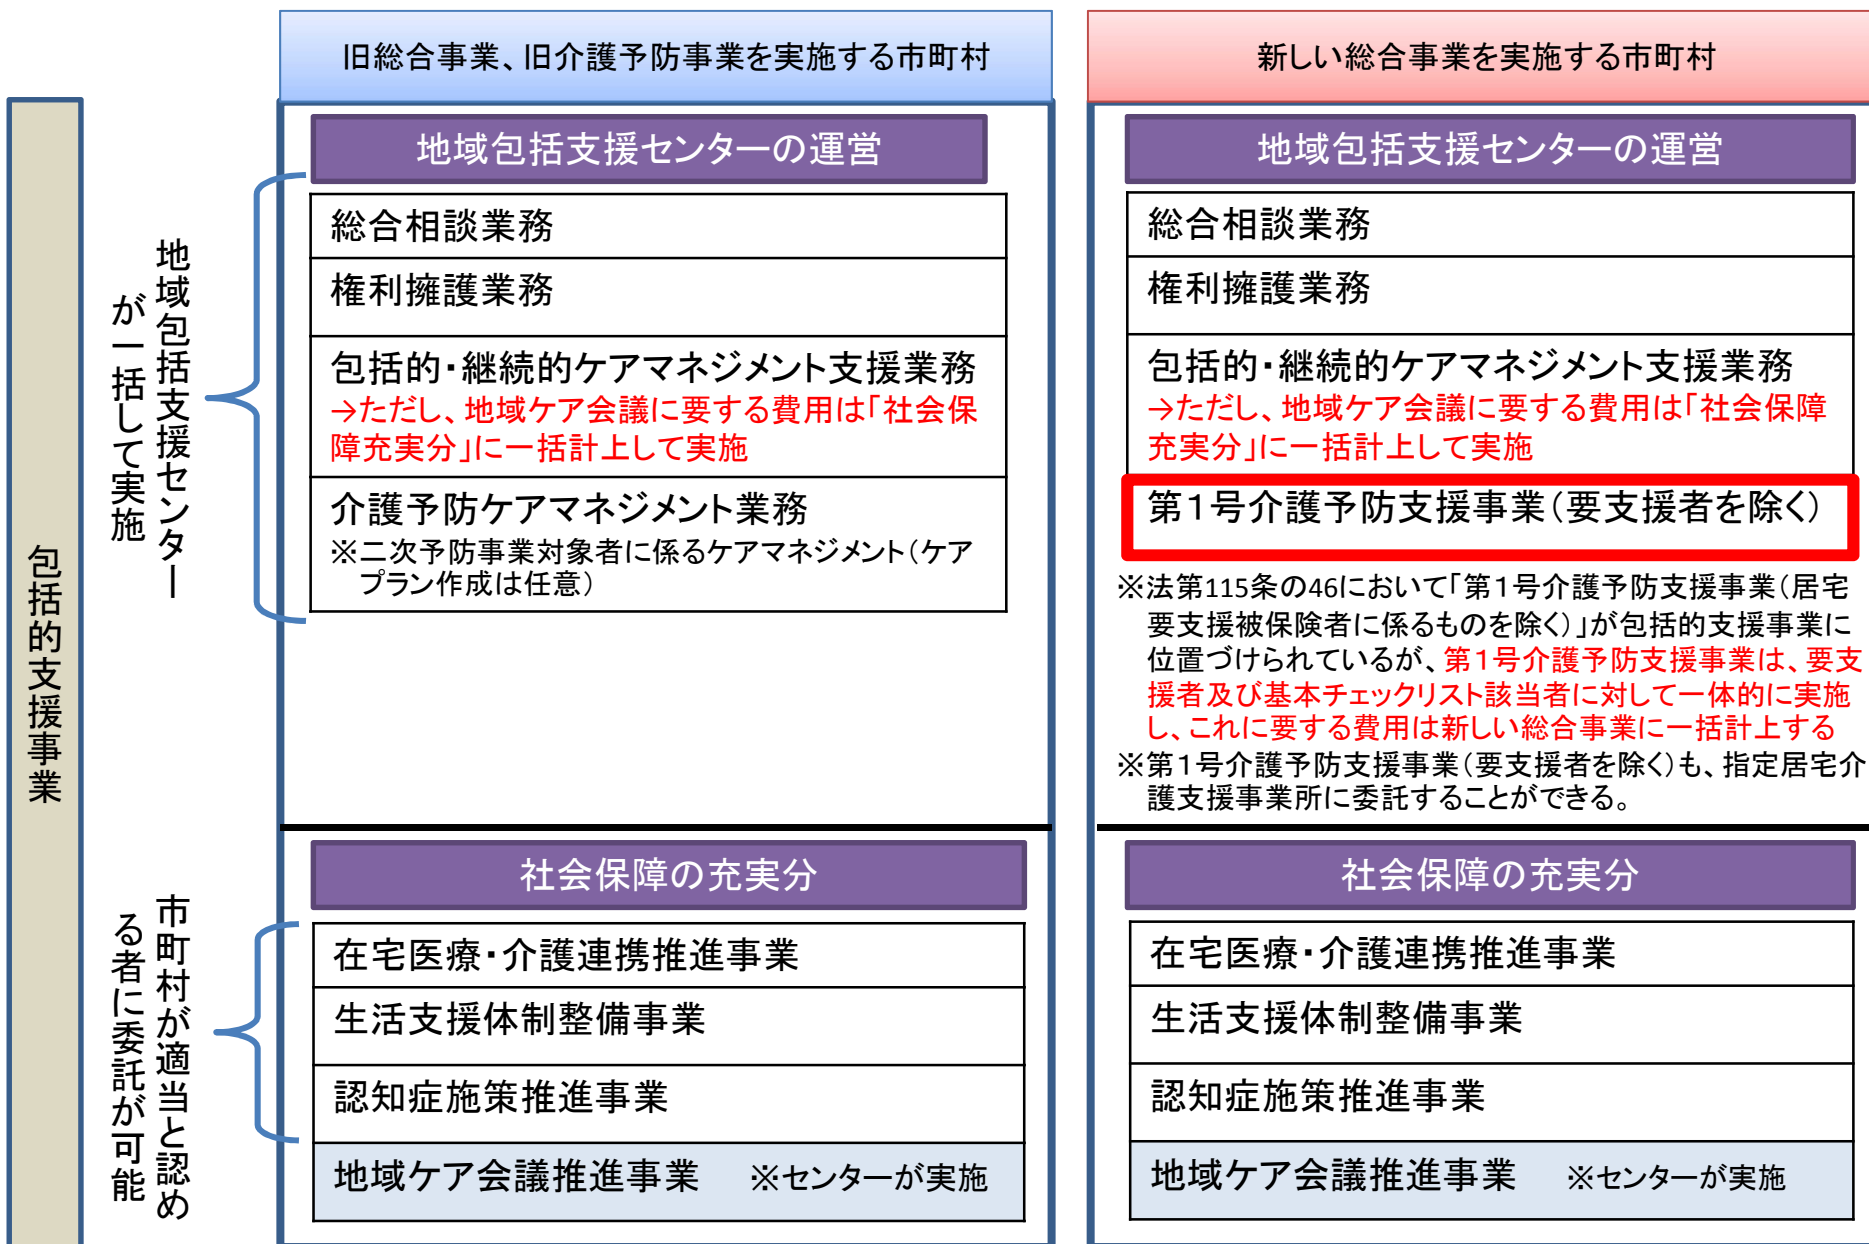 旧総合事業、旧介護予防事業を実施する市町村
新しい総合事業を実施する市町村
包括的支援事業
地域包括支援センター
が一括して実施
地域包括支援センターの運営
総合相談業務
権利擁護業務
包括的・継続的ケアマネジメント支援業務
→ただし、地域ケア会議に要する費用は「社会保
障充実分」に一括計上して実施
介護予防ケアマネジメント業務
※二次予防事業対象者に係るケアマネジメント(ケア
プラン作成は任意)
地域包括支援センターの運営
総合相談業務
権利擁護業務
包括的・継続的ケアマネジメント支援業務
→ただし、地域ケア会議に要する費用は「社会保障
充実分」に一括計上して実施
第1号介護予防支援事業(要支援者を除く)
※法第115条の46において「第1号介護予防支援事業(居宅
要支援被保険者に係るものを除く)」が包括的支援事業に
位置づけられているが、第1号介護予防支援事業は、要支
援者及び基本チェックリスト該当者に対して一体的に実施
し、これに要する費用は新しい総合事業に一括計上する
※第1号介護予防支援事業(要支援者を除く)も、指定居宅介
護支援事業所に委託することができる。
市町村が適当と認め
る者に委託が可能
社会保障の充実分
在宅医療・介護連携推進事業
生活支援体制整備事業
認知症施策推進事業
地域ケア会議推進事業 ※センターが実施
社会保障の充実分
在宅医療・介護連携推進事業
生活支援体制整備事業
認知症施策推進事業
地域ケア会議推進事業 ※センターが実施